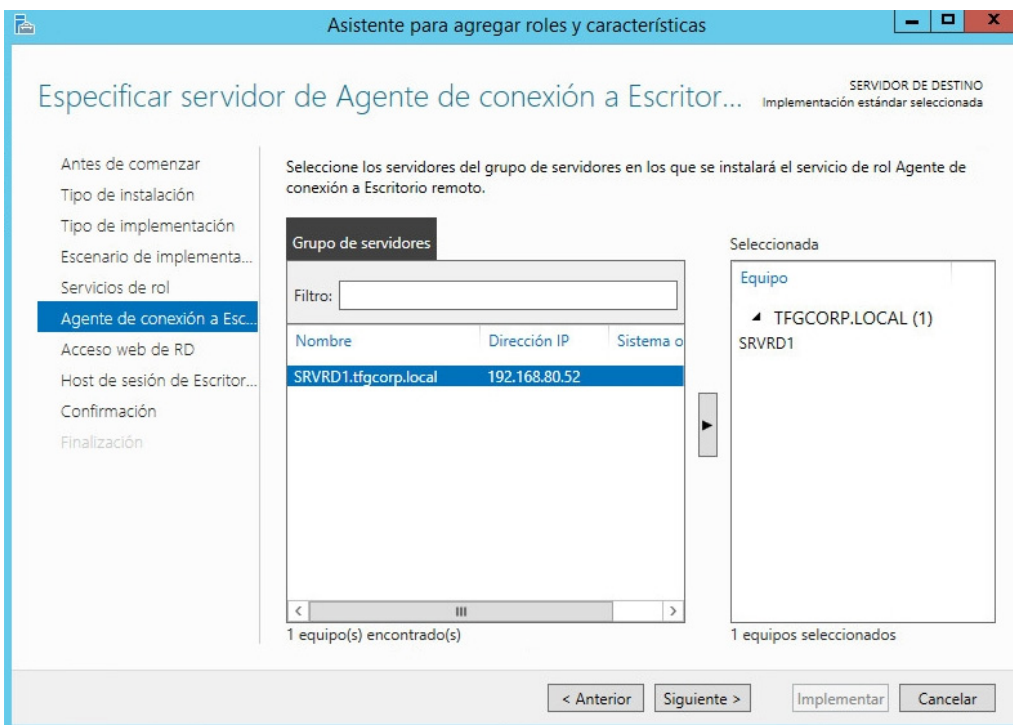 Asistente para agregar roles y características
Especificar servidor de Agente de conexión a Escritor...
SERVIDOR DE DESTINO
Implementación estándar seleccionada
Antes de comenzar
Tipo de instalación
Tipo de implementación
Escenario de implementa...
Servicios de rol
Agente de conexión a Esc...
Acceso web de RD
Host de sesión de Escritor...
Confirmación
Finalización
Seleccione los servidores del grupo de servidores en los que se instalará el servicio de rol Agente de
conexión a Escritorio remoto.
Grupo de servidores
Filtro:
Nombre Dirección IP Sistema o
SRVRD1.tfgcorp.local 192.168.80.52
1 equipo(s) encontrado(s)
Seleccionada
Equipo
TFGCORP.LOCAL (1)
SRVRD1
1 equipos seleccionados
< Anterior Siguiente > Implementar Cancelar